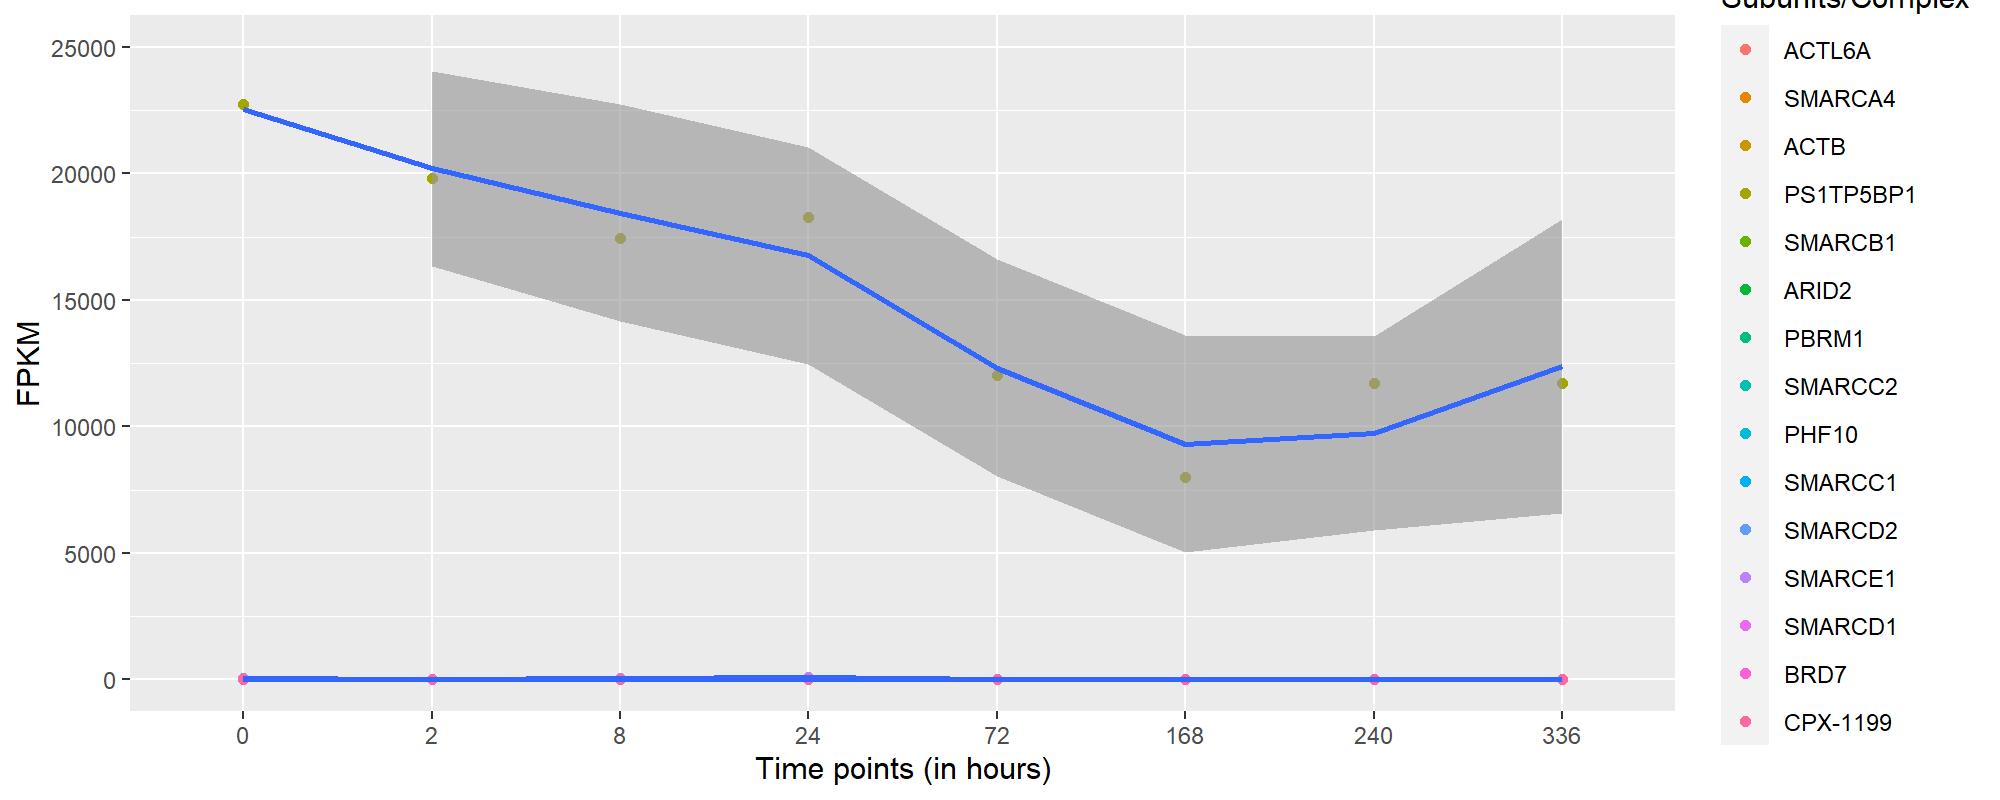 Subunits/Complex
25000
20000
15000
10000
5000
0
FPKM
0 2 8 24 72 168 240 336
Time points (in hours)
ACTL6A
SMARCA4
ACTB
PS1TP5BP1
SMARCB1
ARID2
PBRM1
SMARCC2
PHF10
SMARCC1
SMARCD2
SMARCE1
SMARCD1
BRD7
CPX-1199